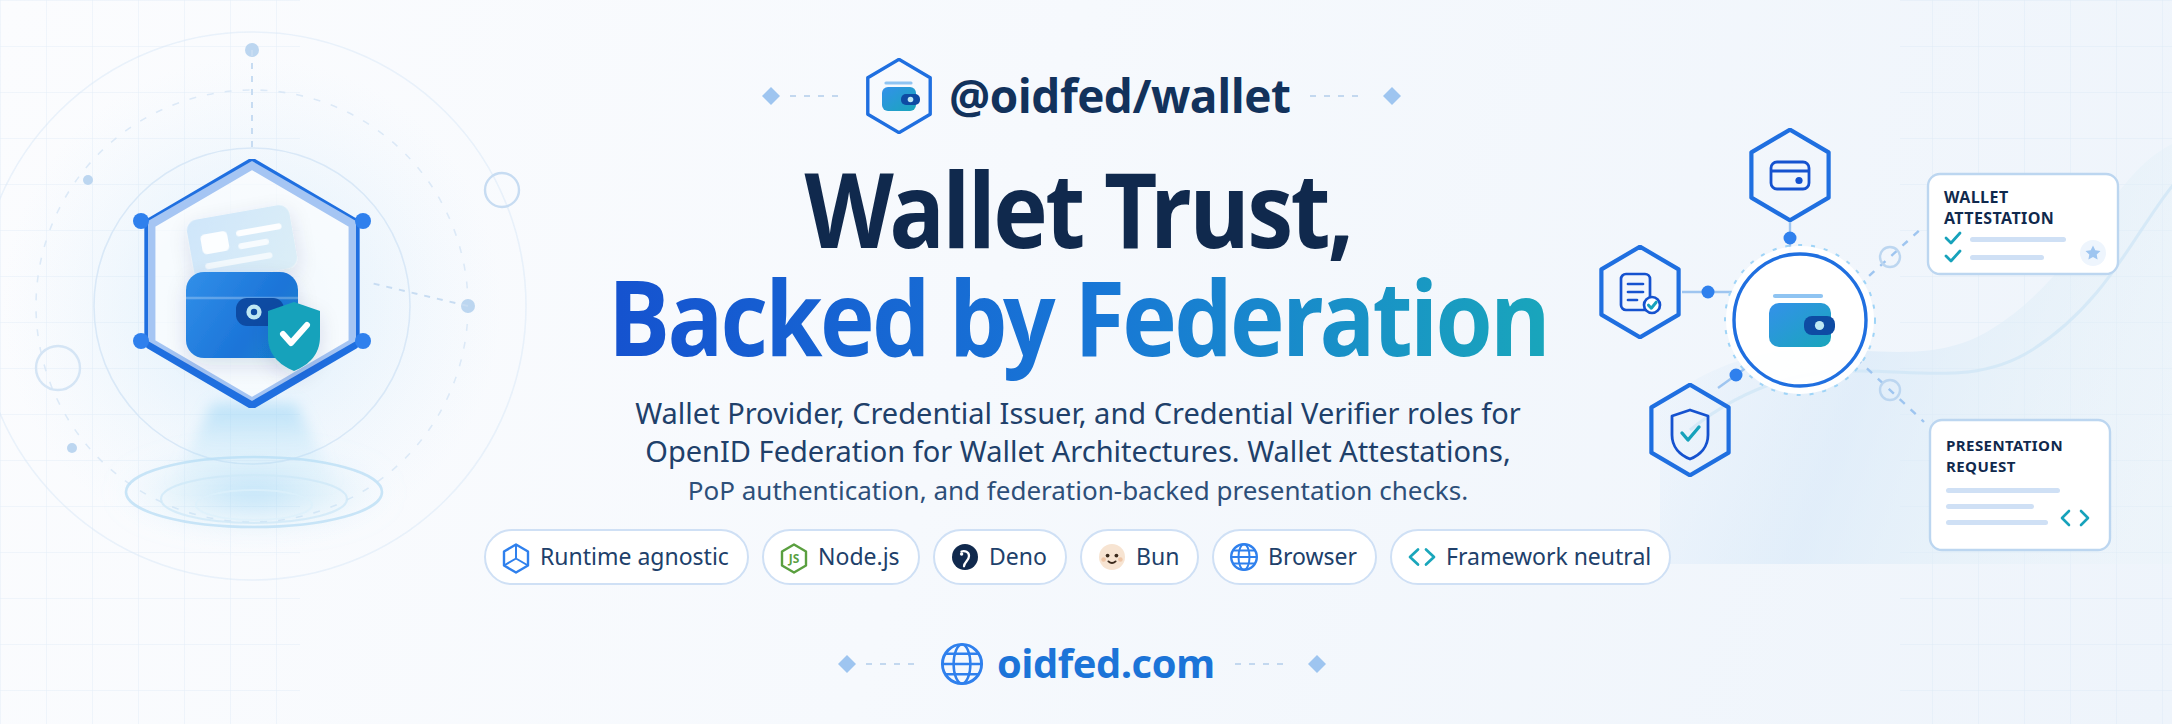 @oidfed/wallet
Wallet Trust,
Backed by Federation
Wallet Provider, Credential Issuer, and Credential Verifier roles for
OpenID Federation for Wallet Architectures. Wallet Attestations,
PoP authentication, and federation-backed presentation checks.
Runtime agnostic
JS
Node.js
Deno
Bun
Browser
Framework neutral
oidfed.com
WALLET
ATTESTATION
PRESENTATION
REQUEST